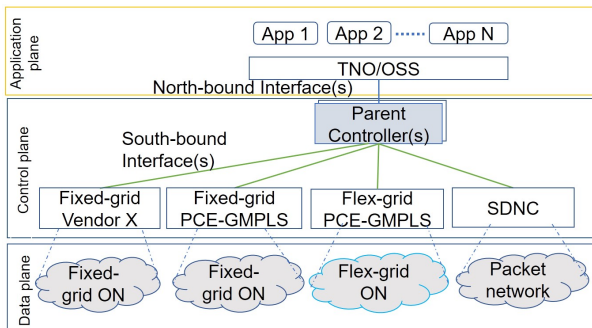 Application
plane
App 1
App 2
App N
TNO/OSS
North-bound Interface(s)
Control plane
Parent
Controller(s)
South-bound
Interface(s)
Fixed-grid
Vendor X
Fixed-grid
PCE-GMPLS
Flex-grid
PCE-GMPLS
SDNC
Data plane
Fixed-
grid ON
Fixed-
grid ON
Flex-grid
ON
Packet
network